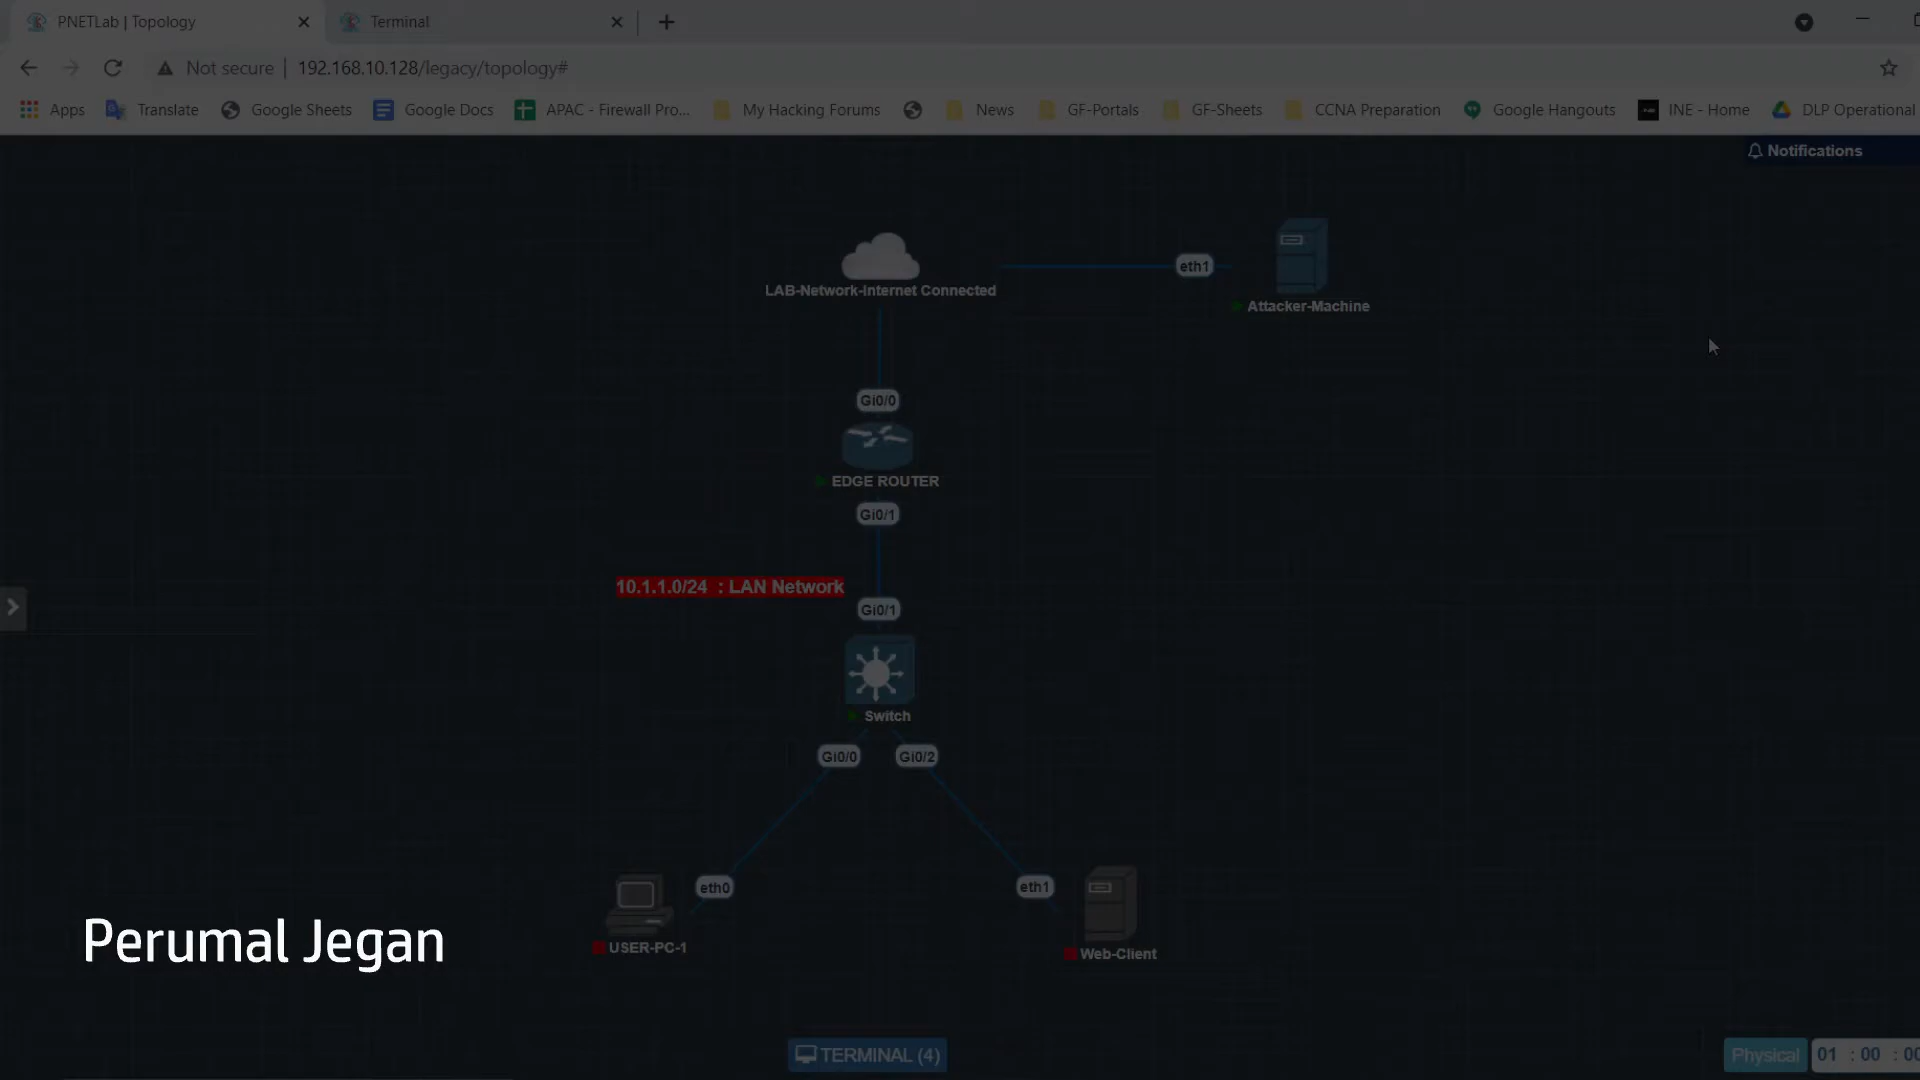 PNETLab | Topology
Terminal
Not secure
192.168.10.128/legacy/topology#
Apps
Translate
Google Sheets
Google Docs
APAC - Firewall Pro...
My Hacking Forums
News
GF-Portals
GF-Sheets
CCNA Preparation
Google Hangouts
INE - Home
DLP Operational
Notifications
LAB-Network-Internet Connected
eth1
Attacker-Machine
Gi0/0
EDGE ROUTER
Gi0/1
10.1.1.0/24 : LAN Network
Gi0/1
Switch
Gi0/0
Gi0/2
eth0
eth1
USER-PC-1
Web-Client
Perumal Jegan
TERMINAL (4)
Physical
01 : 00 : 00